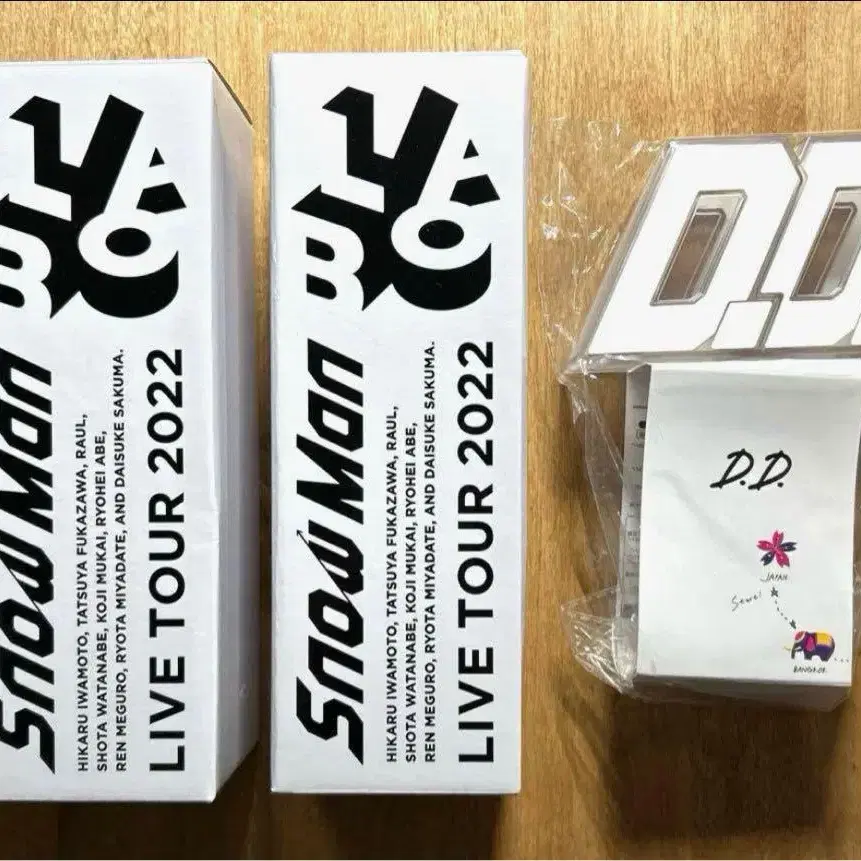 Snow Man
HIKARU IWAMOTO, TATSUYA FUKAZAWA, RAUL,
SHOTA WATANABE, KOJI MUKAI, RYOHEI ABE,
REN MEGURO, RYOTA MIYADATE, AND DAISUKE SAKUMA.
LIVE TOUR 2022
Snow Man
HIKARU IWAMOTO, TATSUYA FUKAZAWA, RAUL,
SHOTA WATANABE, KOJI MUKAI, RYOHEI ABE,
REN MEGURO, RYOTA MIYADATE, AND DAISUKE SAKUMA.
LIVE TOUR 2022
D.D
D.D.
JAPAN
BANGKOK